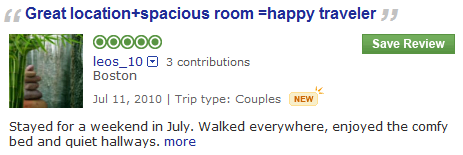 “ Great location+spacious room =happy traveler ”
Save Review
leos_10 3 contributions
Boston
Jul 11, 2010 | Trip type: Couples NEW
Stayed for a weekend in July. Walked everywhere, enjoyed the comfy
bed and quiet hallways. more